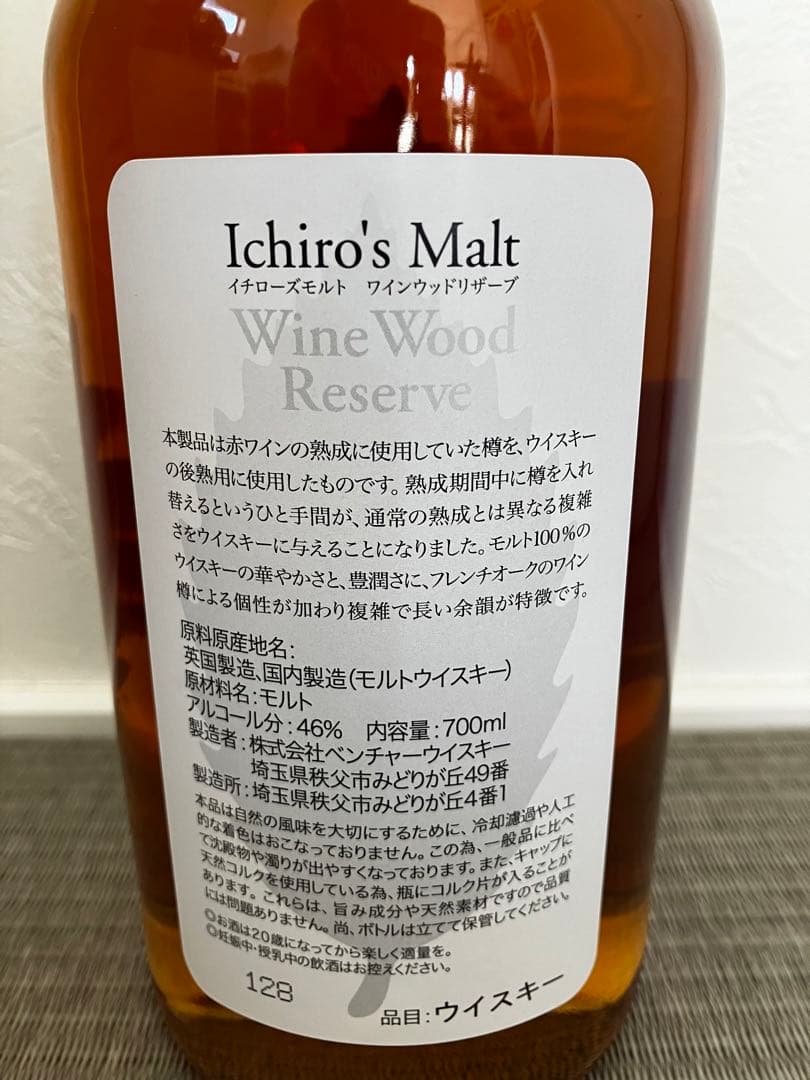 Ichiro's Malt
イチローズモルト　ワインウッドリザーブ
Wine Wood
Reserve
本製品は赤ワインの熟成に使用していた樽を、ウイスキー
の後熟用に使用したものです。熟成期間中に樽を入れ
替えるというひと手間が、通常の熟成とは異なる複雑
さをウイスキーに与えることになりました。モルト100％の
ウイスキーの華やかさと、豊潤さに、フレンチオークのワイン
樽による個性が加わり複雑で長い余韻が特徴です。
原料原産地名：
英国製造、国内製造（モルトウイスキー）
原材料名：モルト
アルコール分：46%　内容量：700ml
製造者：株式会社ベンチャーウイスキー
埼玉県秩父市みどりが丘49番
製造所：埼玉県秩父市みどりが丘4番1
本品は自然の風味を大切にするために、冷却濾過や人工
的な着色はおこなっておりません。この為、一般品に比べ
て沈殿物や濁りが出やすくなっております。また、キャップに
天然コルクを使用している為、瓶にコルク片が入ることが
あります。これらは、旨み成分や天然素材ですので品質
には問題ありません。尚、ボトルは立てて保管してください。
◎お酒は20歳になってから楽しく適量を。
◎妊娠中・授乳中の飲酒はお控えください。
128
品目：ウイスキー